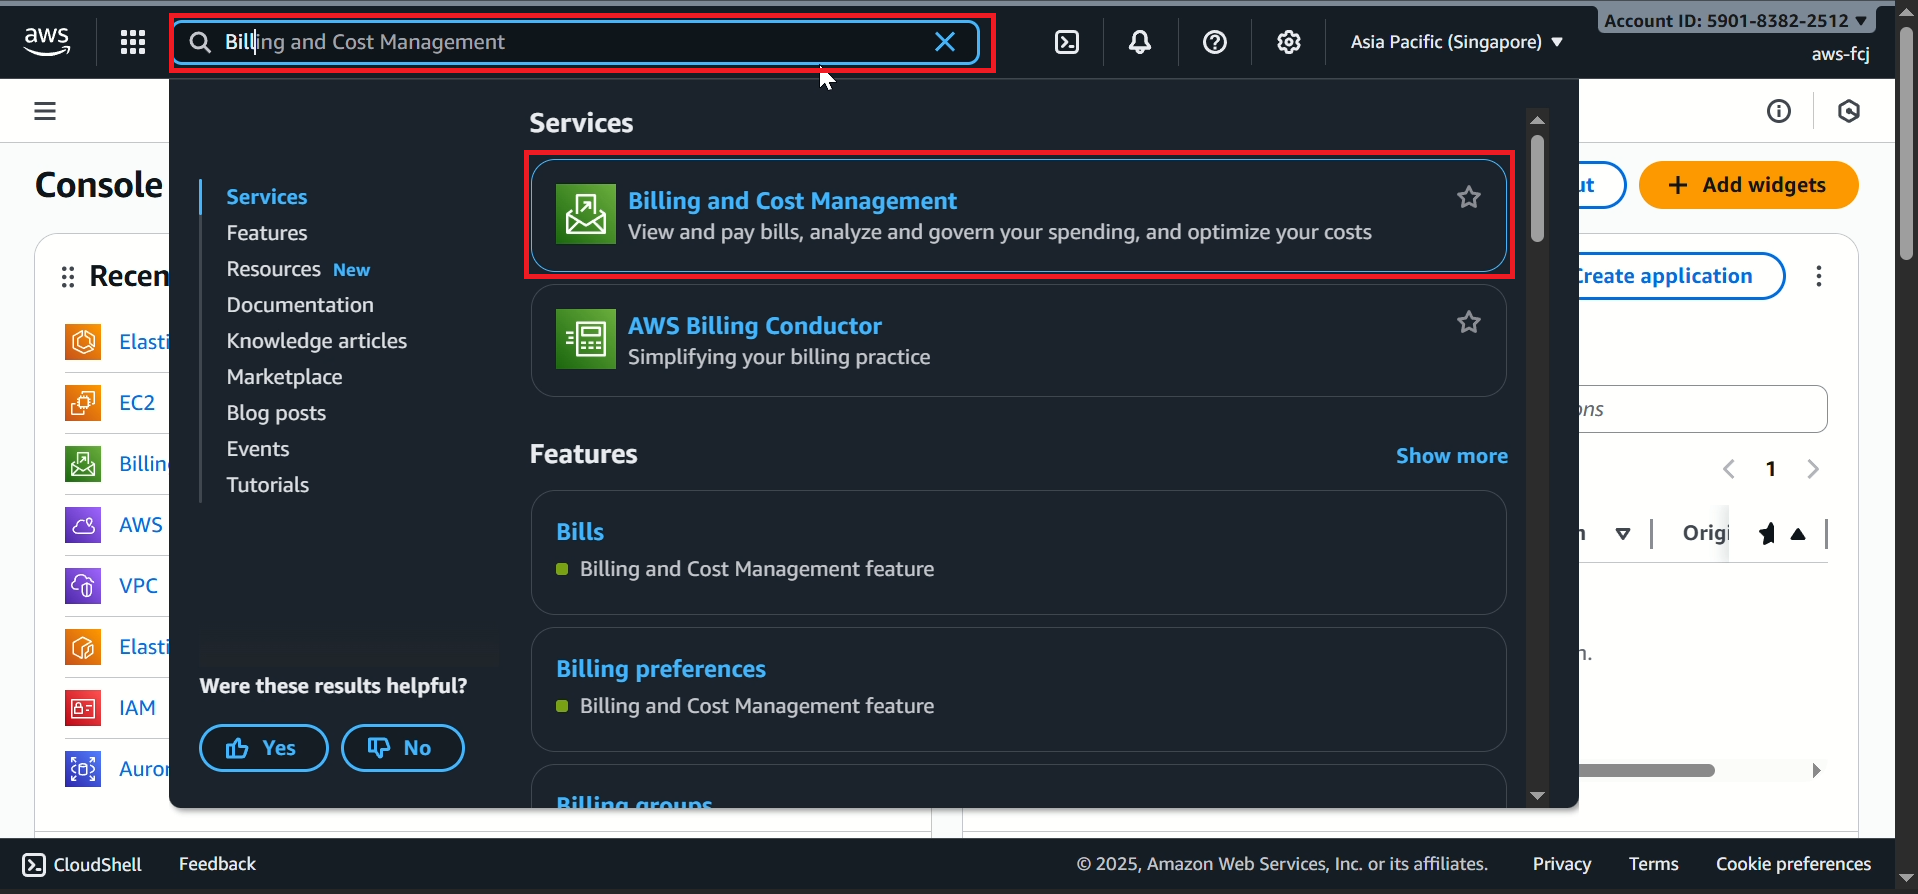 aws
Billing and Cost Management
Asia Pacific (Singapore)
Account ID: 5901-8382-2512
aws-fcj
Console
Add widgets
Recen
Create application
Elasti
EC2
Billin
AWS
VPC
Elasti
IAM
Auror
Services
Features
Resources New
Documentation
Knowledge articles
Marketplace
Blog posts
Events
Tutorials
Were these results helpful?
Yes
No
Services
Billing and Cost Management
View and pay bills, analyze and govern your spending, and optimize your costs
AWS Billing Conductor
Simplifying your billing practice
Features
Show more
Bills
Billing and Cost Management feature
Billing preferences
Billing and Cost Management feature
Billing groups
ut
ons
1
n
Origi
n.
CloudShell
Feedback
© 2025, Amazon Web Services, Inc. or its affiliates.
Privacy
Terms
Cookie preferences